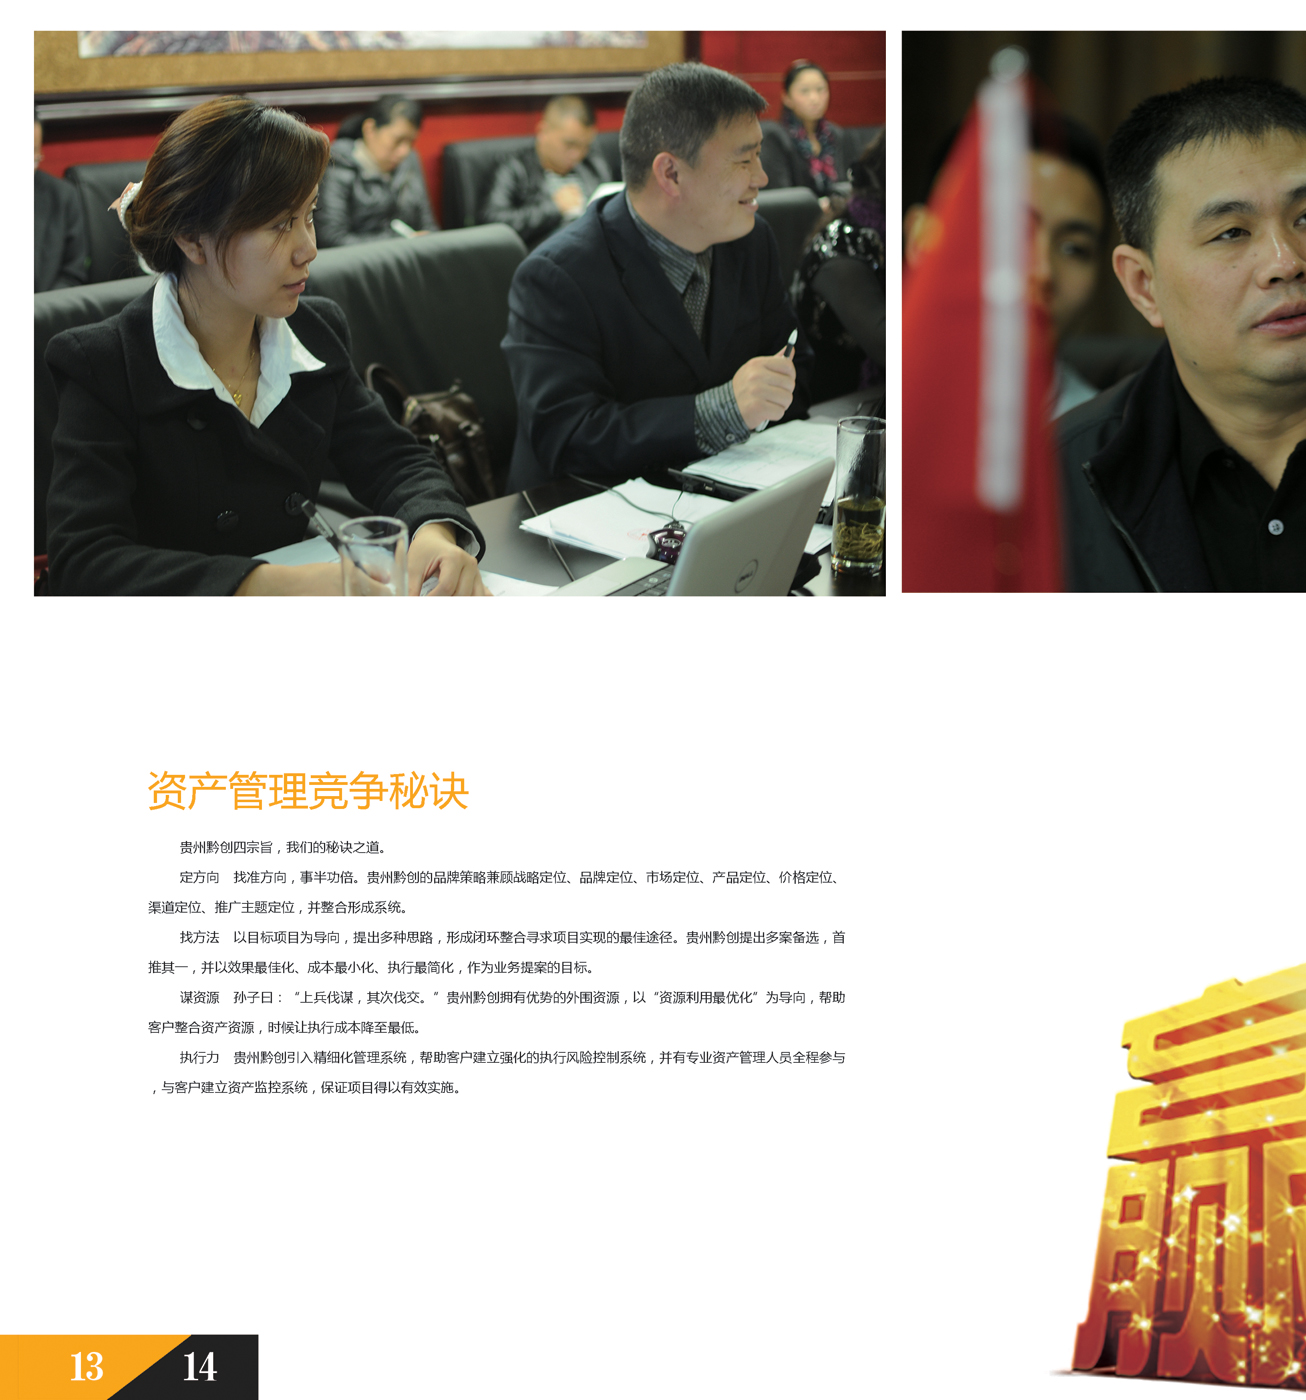 资产管理竞争秘诀
贵州黔创四宗旨，我们的秘诀之道。
定方向　找准方向，事半功倍。贵州黔创的品牌策略兼顾战略定位、品牌定位、市场定位、产品定位、价格定位、
渠道定位、推广主题定位，并整合形成系统。
找方法　以目标项目为导向，提出多种思路，形成闭环整合寻求项目实现的最佳途径。贵州黔创提出多案备选，首
推其一，并以效果最佳化、成本最小化、执行最简化，作为业务提案的目标。
谋资源　孙子曰：“上兵伐谋，其次伐交。”贵州黔创拥有优势的外围资源，以“资源利用最优化”为导向，帮助
客户整合资产资源，时候让执行成本降至最低。
执行力　贵州黔创引入精细化管理系统，帮助客户建立强化的执行风险控制系统，并有专业资产管理人员全程参与
，与客户建立资产监控系统，保证项目得以有效实施。
13 14